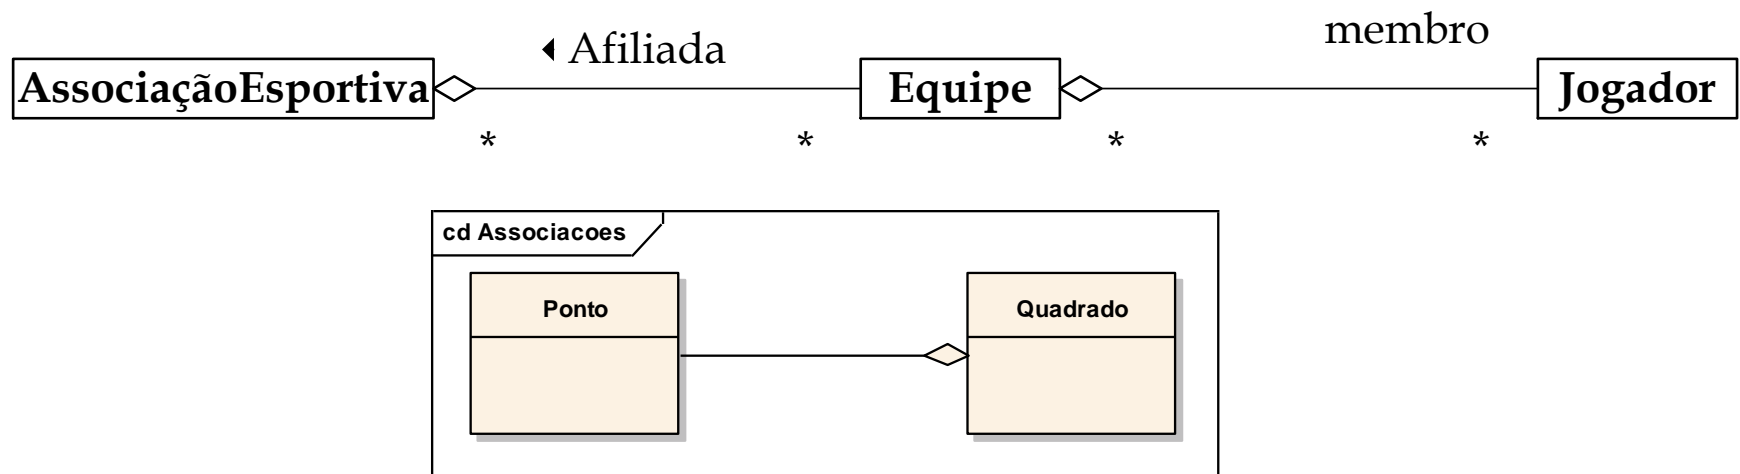 ◀ Afiliada
membro
AssociaçãoEsportiva
Equipe
Jogador
* * * *
cd Associacoes
Ponto
Quadrado